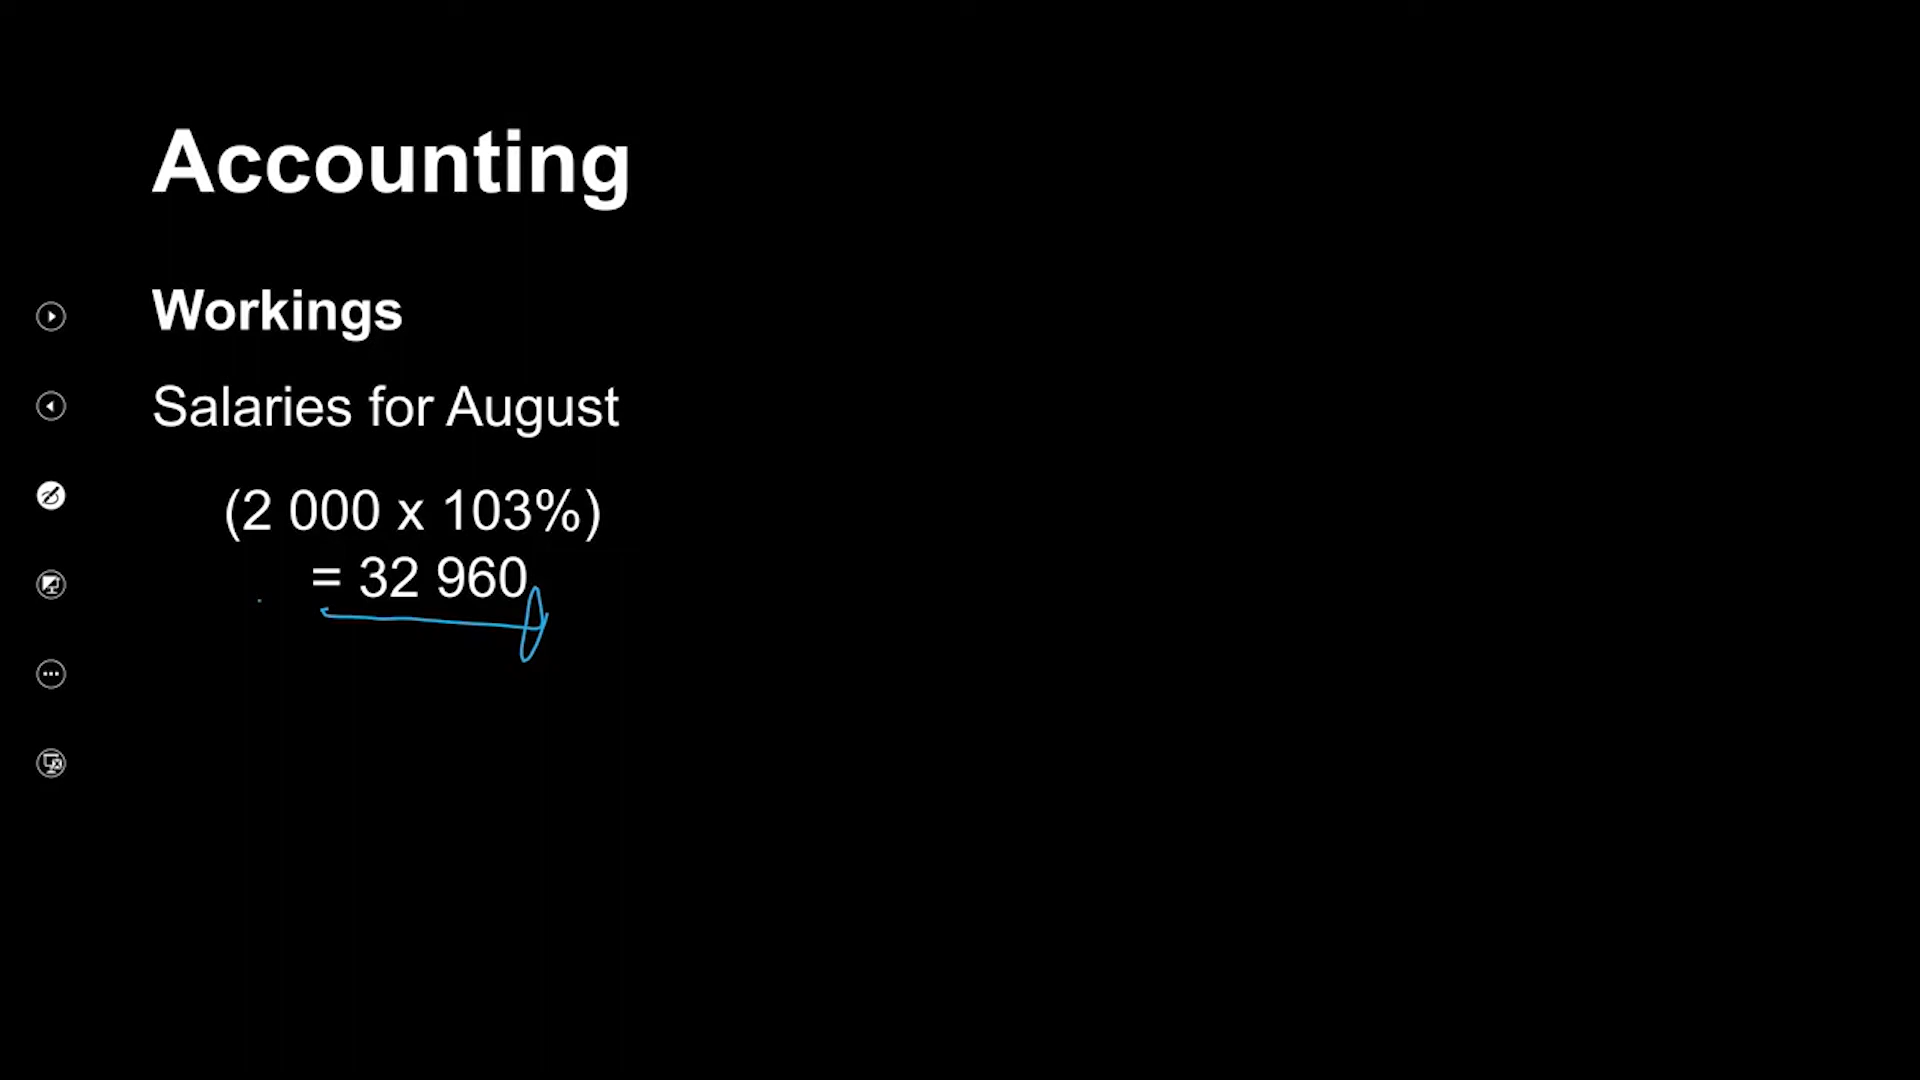 Accounting
Workings
Salaries for August
(2 000 x 103%)
= 32 960